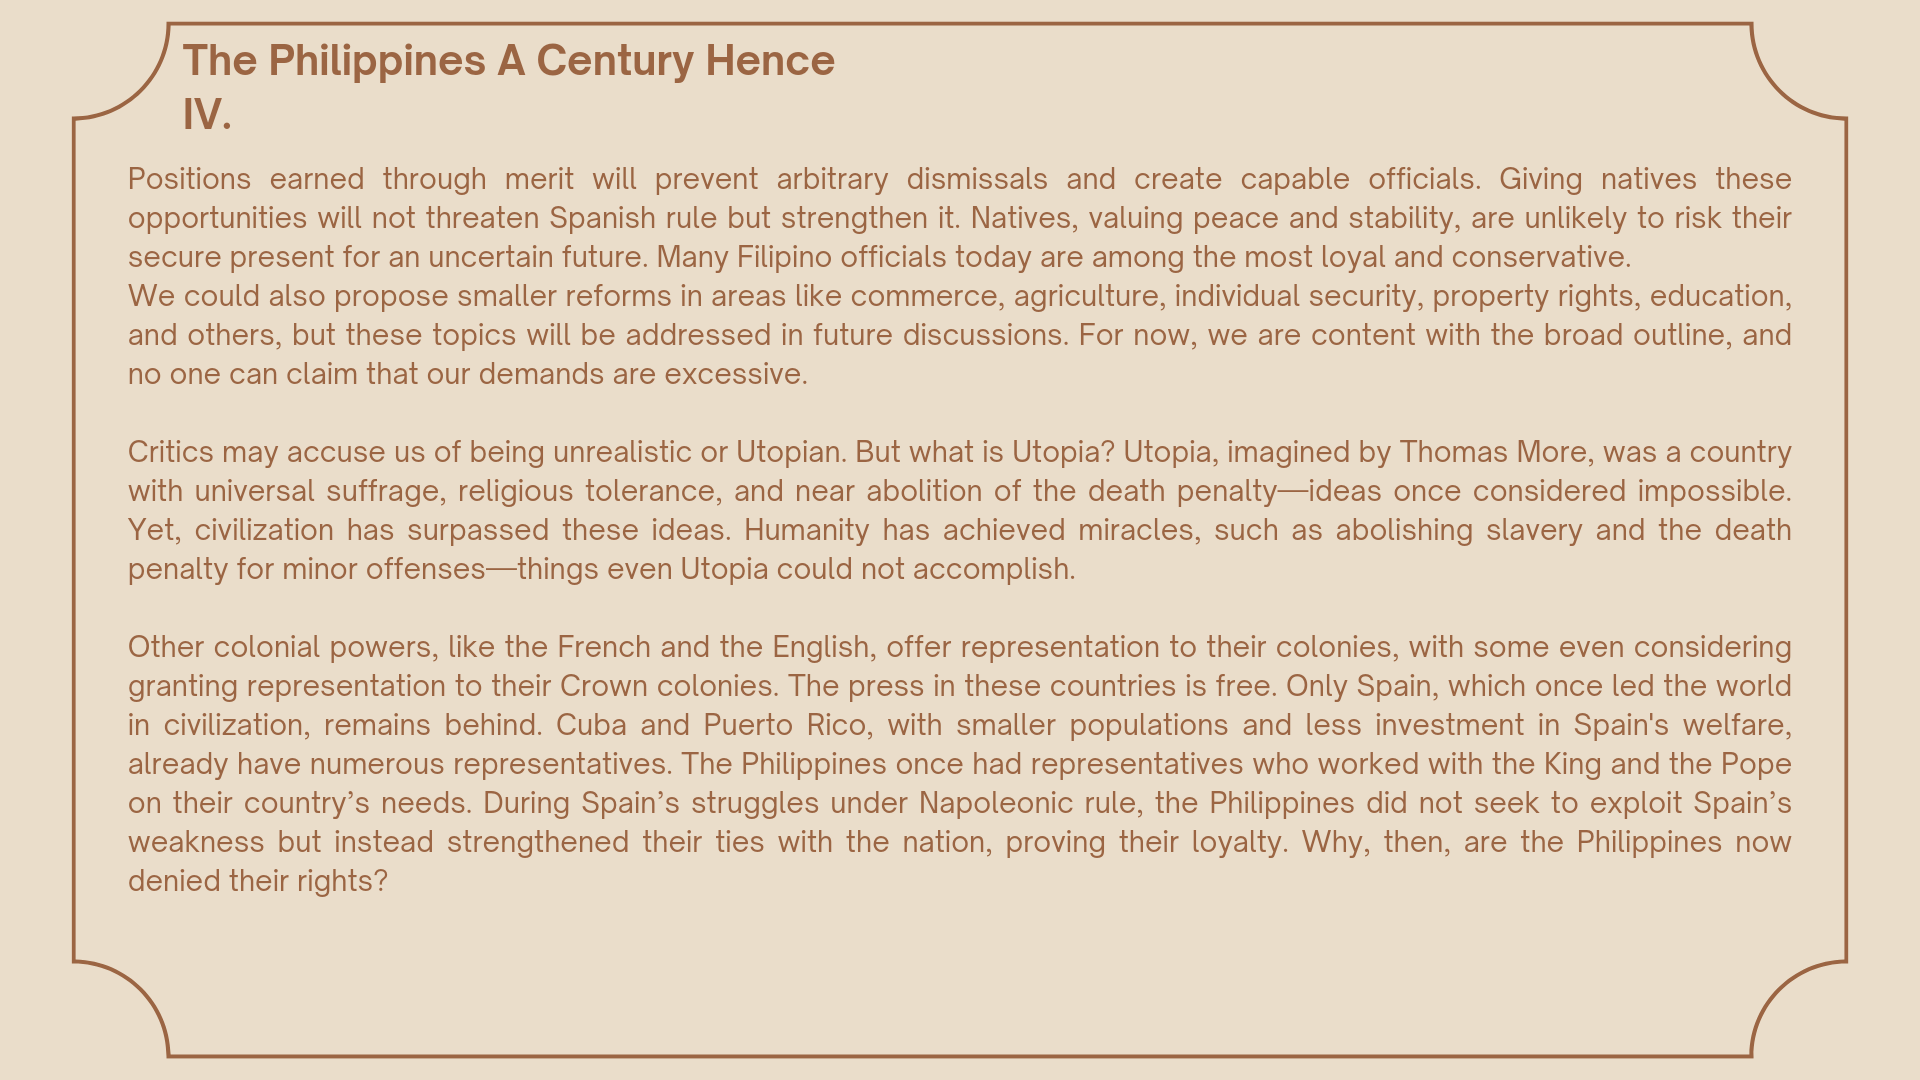 The Philippines A Century Hence
IV.
Positions earned through merit will prevent arbitrary dismissals and create capable officials. Giving natives these
opportunities will not threaten Spanish rule but strengthen it. Natives, valuing peace and stability, are unlikely to risk their
secure present for an uncertain future. Many Filipino officials today are among the most loyal and conservative.
We could also propose smaller reforms in areas like commerce, agriculture, individual security, property rights, education,
and others, but these topics will be addressed in future discussions. For now, we are content with the broad outline, and
no one can claim that our demands are excessive.
Critics may accuse us of being unrealistic or Utopian. But what is Utopia? Utopia, imagined by Thomas More, was a country
with universal suffrage, religious tolerance, and near abolition of the death penalty—ideas once considered impossible.
Yet, civilization has surpassed these ideas. Humanity has achieved miracles, such as abolishing slavery and the death
penalty for minor offenses—things even Utopia could not accomplish.
Other colonial powers, like the French and the English, offer representation to their colonies, with some even considering
granting representation to their Crown colonies. The press in these countries is free. Only Spain, which once led the world
in civilization, remains behind. Cuba and Puerto Rico, with smaller populations and less investment in Spain's welfare,
already have numerous representatives. The Philippines once had representatives who worked with the King and the Pope
on their country’s needs. During Spain’s struggles under Napoleonic rule, the Philippines did not seek to exploit Spain’s
weakness but instead strengthened their ties with the nation, proving their loyalty. Why, then, are the Philippines now
denied their rights?